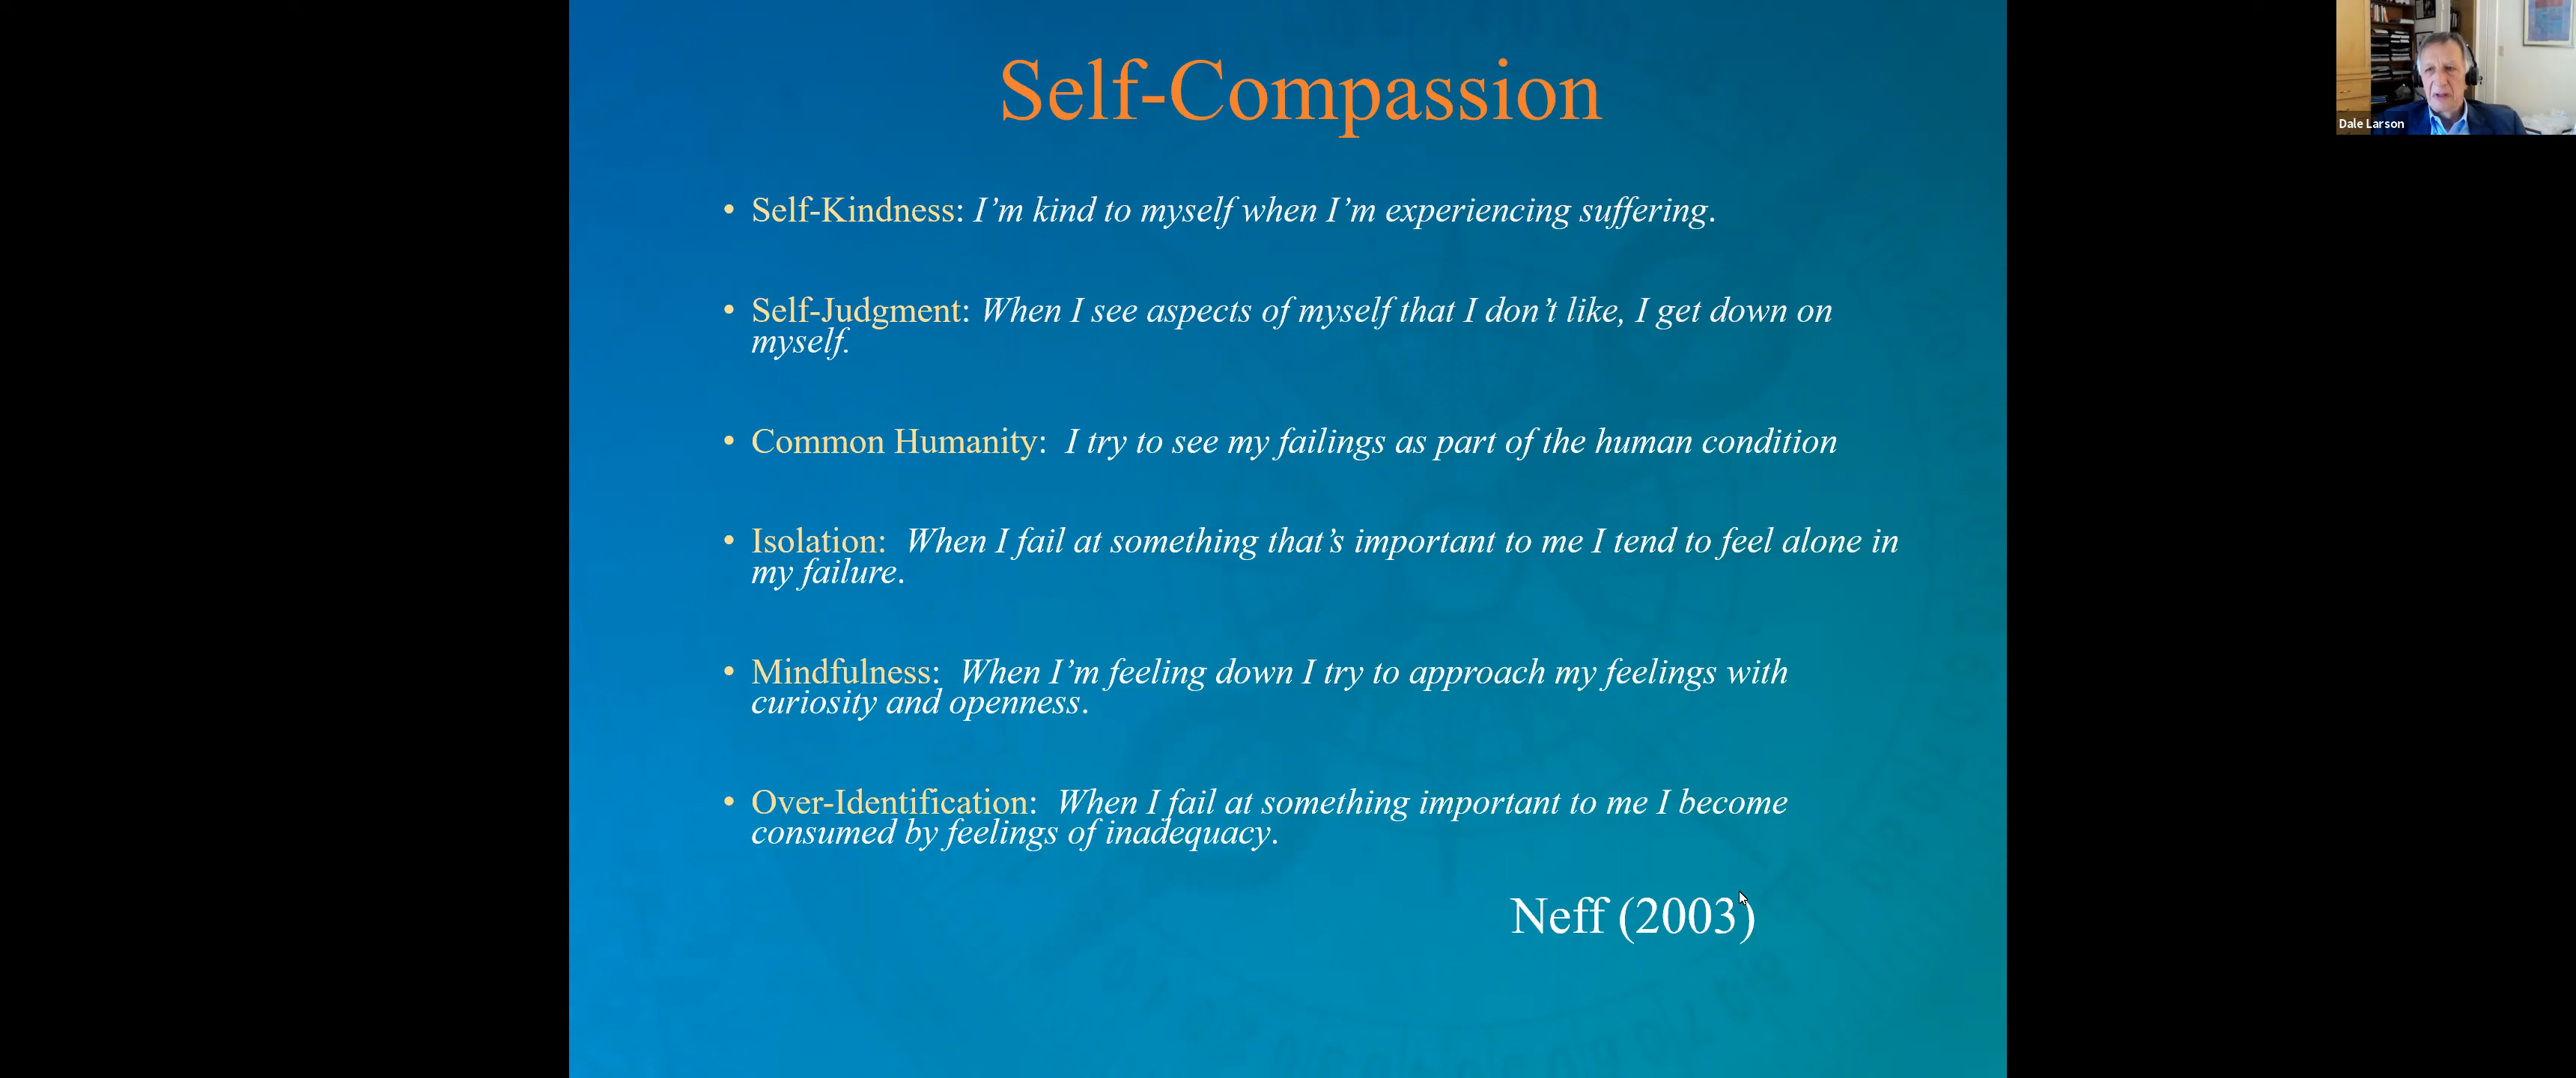 Self-Compassion
• Self-Kindness: I’m kind to myself when I’m experiencing suffering.
• Self-Judgment: When I see aspects of myself that I don’t like, I get down on
myself.
• Common Humanity:  I try to see my failings as part of the human condition
• Isolation:  When I fail at something that’s important to me I tend to feel alone in
my failure.
• Mindfulness:  When I’m feeling down I try to approach my feelings with
curiosity and openness.
• Over-Identification:  When I fail at something important to me I become
consumed by feelings of inadequacy.
Neff (2003)
Dale Larson